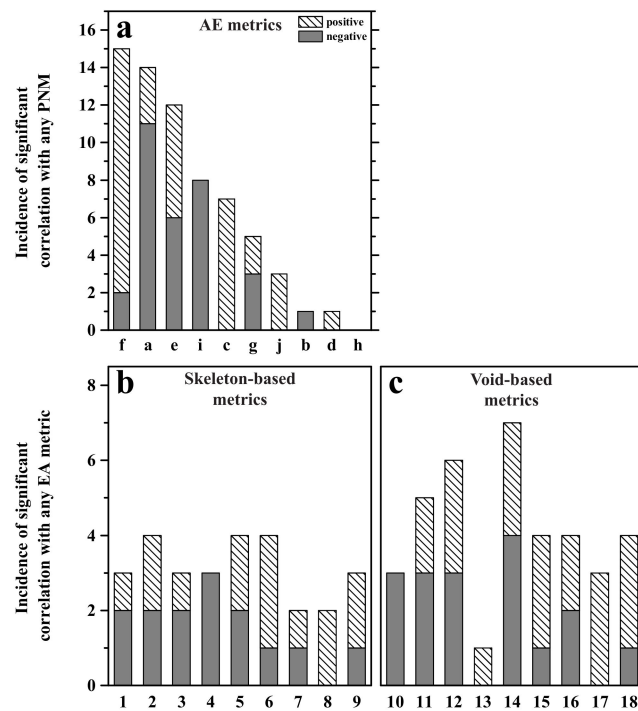 a
AE metrics
positive
negative
Incidence of significant
correlation with any PNM
16
14
12
10
8
6
4
2
0
f a e i c g j b d h
b
Skeleton-based
metrics
c
Void-based
metrics
Incidence of significant
correlation with any EA metric
8
6
4
2
0
1 2 3 4 5 6 7 8 9
10 11 12 13 14 15 16 17 18